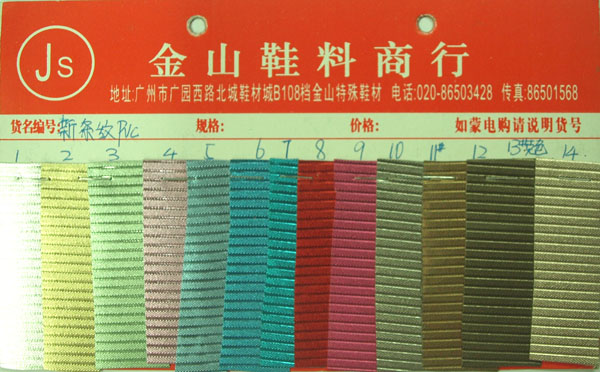 Js
金山鞋料商行
地址:广州市广园西路北城鞋材城B108档金山特殊鞋材 电话:020-86503428 传真:86501568
货名编号:新条纹PVC 规格: 价格: 如蒙电购请说明货号
1 2 3 4 5 6 7 8 9 10 11# 12 13 14